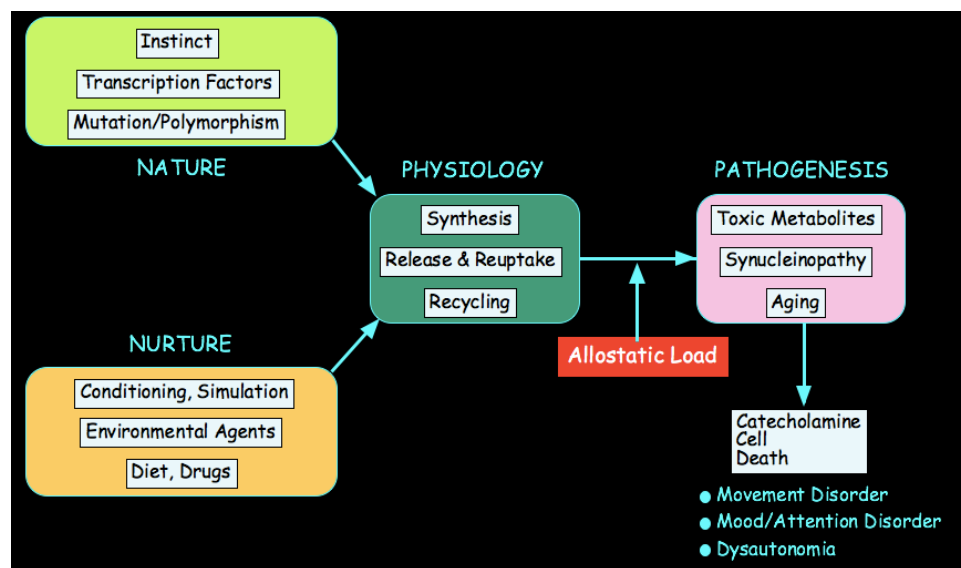 Instinct
Transcription Factors
Mutation/Polymorphism
NATURE
NURTURE
Conditioning, Simulation
Environmental Agents
Diet, Drugs
PHYSIOLOGY
Synthesis
Release & Reuptake
Recycling
Allostatic Load
PATHOGENESIS
Toxic Metabolites
Synucleinopathy
Aging
Catecholamine
Cell
Death
● Movement Disorder
● Mood/Attention Disorder
● Dysautonomia